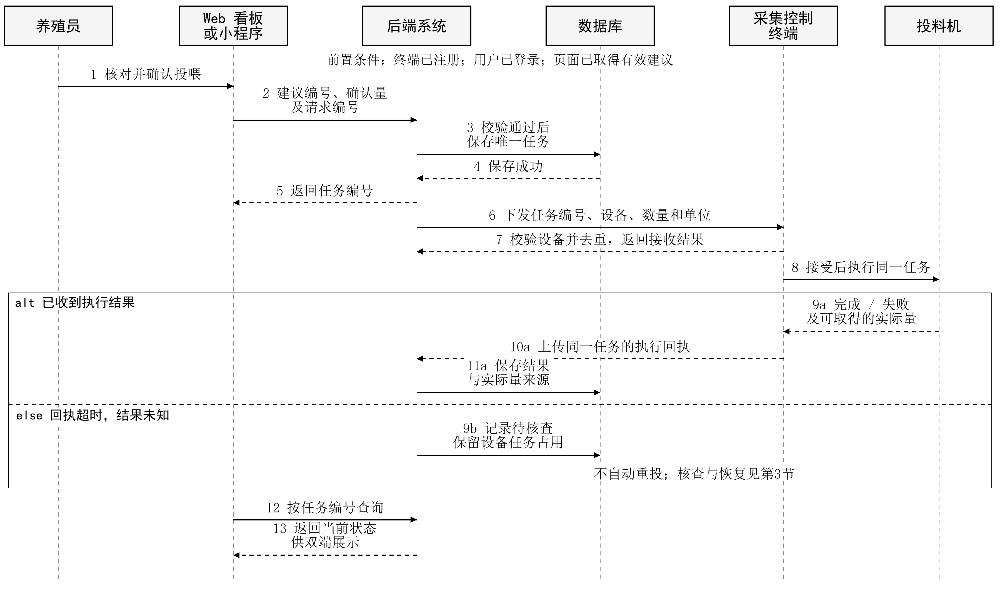 养殖员
Web 看板
或小程序
后端系统
数据库
采集控制
终端
投料机
前置条件：终端已注册；用户已登录；页面已取得有效建议
1 核对并确认投喂
2 建议编号、确认量
及请求编号
3 校验通过后
保存唯一任务
4 保存成功
5 返回任务编号
6 下发任务编号、设备、数量和单位
7 校验设备并去重，返回接收结果
8 接受后执行同一任务
alt 已收到执行结果
9a 完成 / 失败
及可取得的实际量
10a 上传同一任务的执行回执
11a 保存结果
与实际量来源
else 回执超时，结果未知
9b 记录待核查
保留设备任务占用
不自动重投；核查与恢复见第3节
12 按任务编号查询
13 返回当前状态
供双端展示